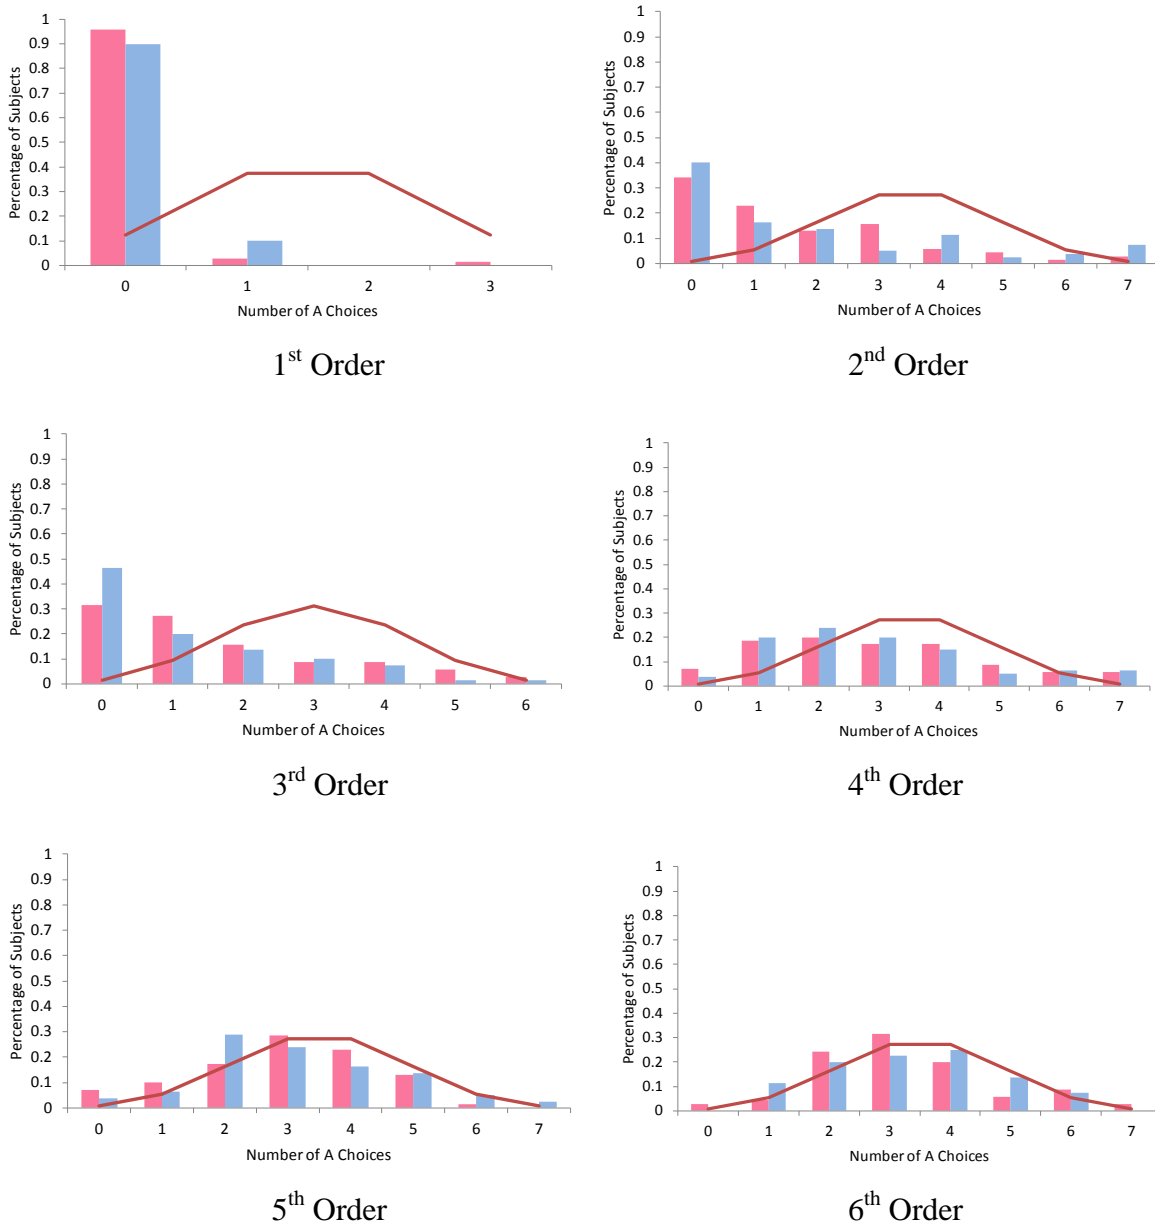 Percentage of Subjects
1
0.9
0.8
0.7
0.6
0.5
0.4
0.3
0.2
0.1
0
0 1 2 3
Number of A Choices
1st Order
Percentage of Subjects
1
0.9
0.8
0.7
0.6
0.5
0.4
0.3
0.2
0.1
0
0 1 2 3 4 5 6 7
Number of A Choices
2nd Order
Percentage of Subjects
1
0.9
0.8
0.7
0.6
0.5
0.4
0.3
0.2
0.1
0
0 1 2 3 4 5 6
Number of A Choices
3rd Order
Percentage of Subjects
1
0.9
0.8
0.7
0.6
0.5
0.4
0.3
0.2
0.1
0
0 1 2 3 4 5 6 7
Number of A Choices
4th Order
Percentage of Subjects
1
0.9
0.8
0.7
0.6
0.5
0.4
0.3
0.2
0.1
0
0 1 2 3 4 5 6 7
Number of A Choices
5th Order
Percentage of Subjects
1
0.9
0.8
0.7
0.6
0.5
0.4
0.3
0.2
0.1
0
0 1 2 3 4 5 6 7
Number of A Choices
6th Order